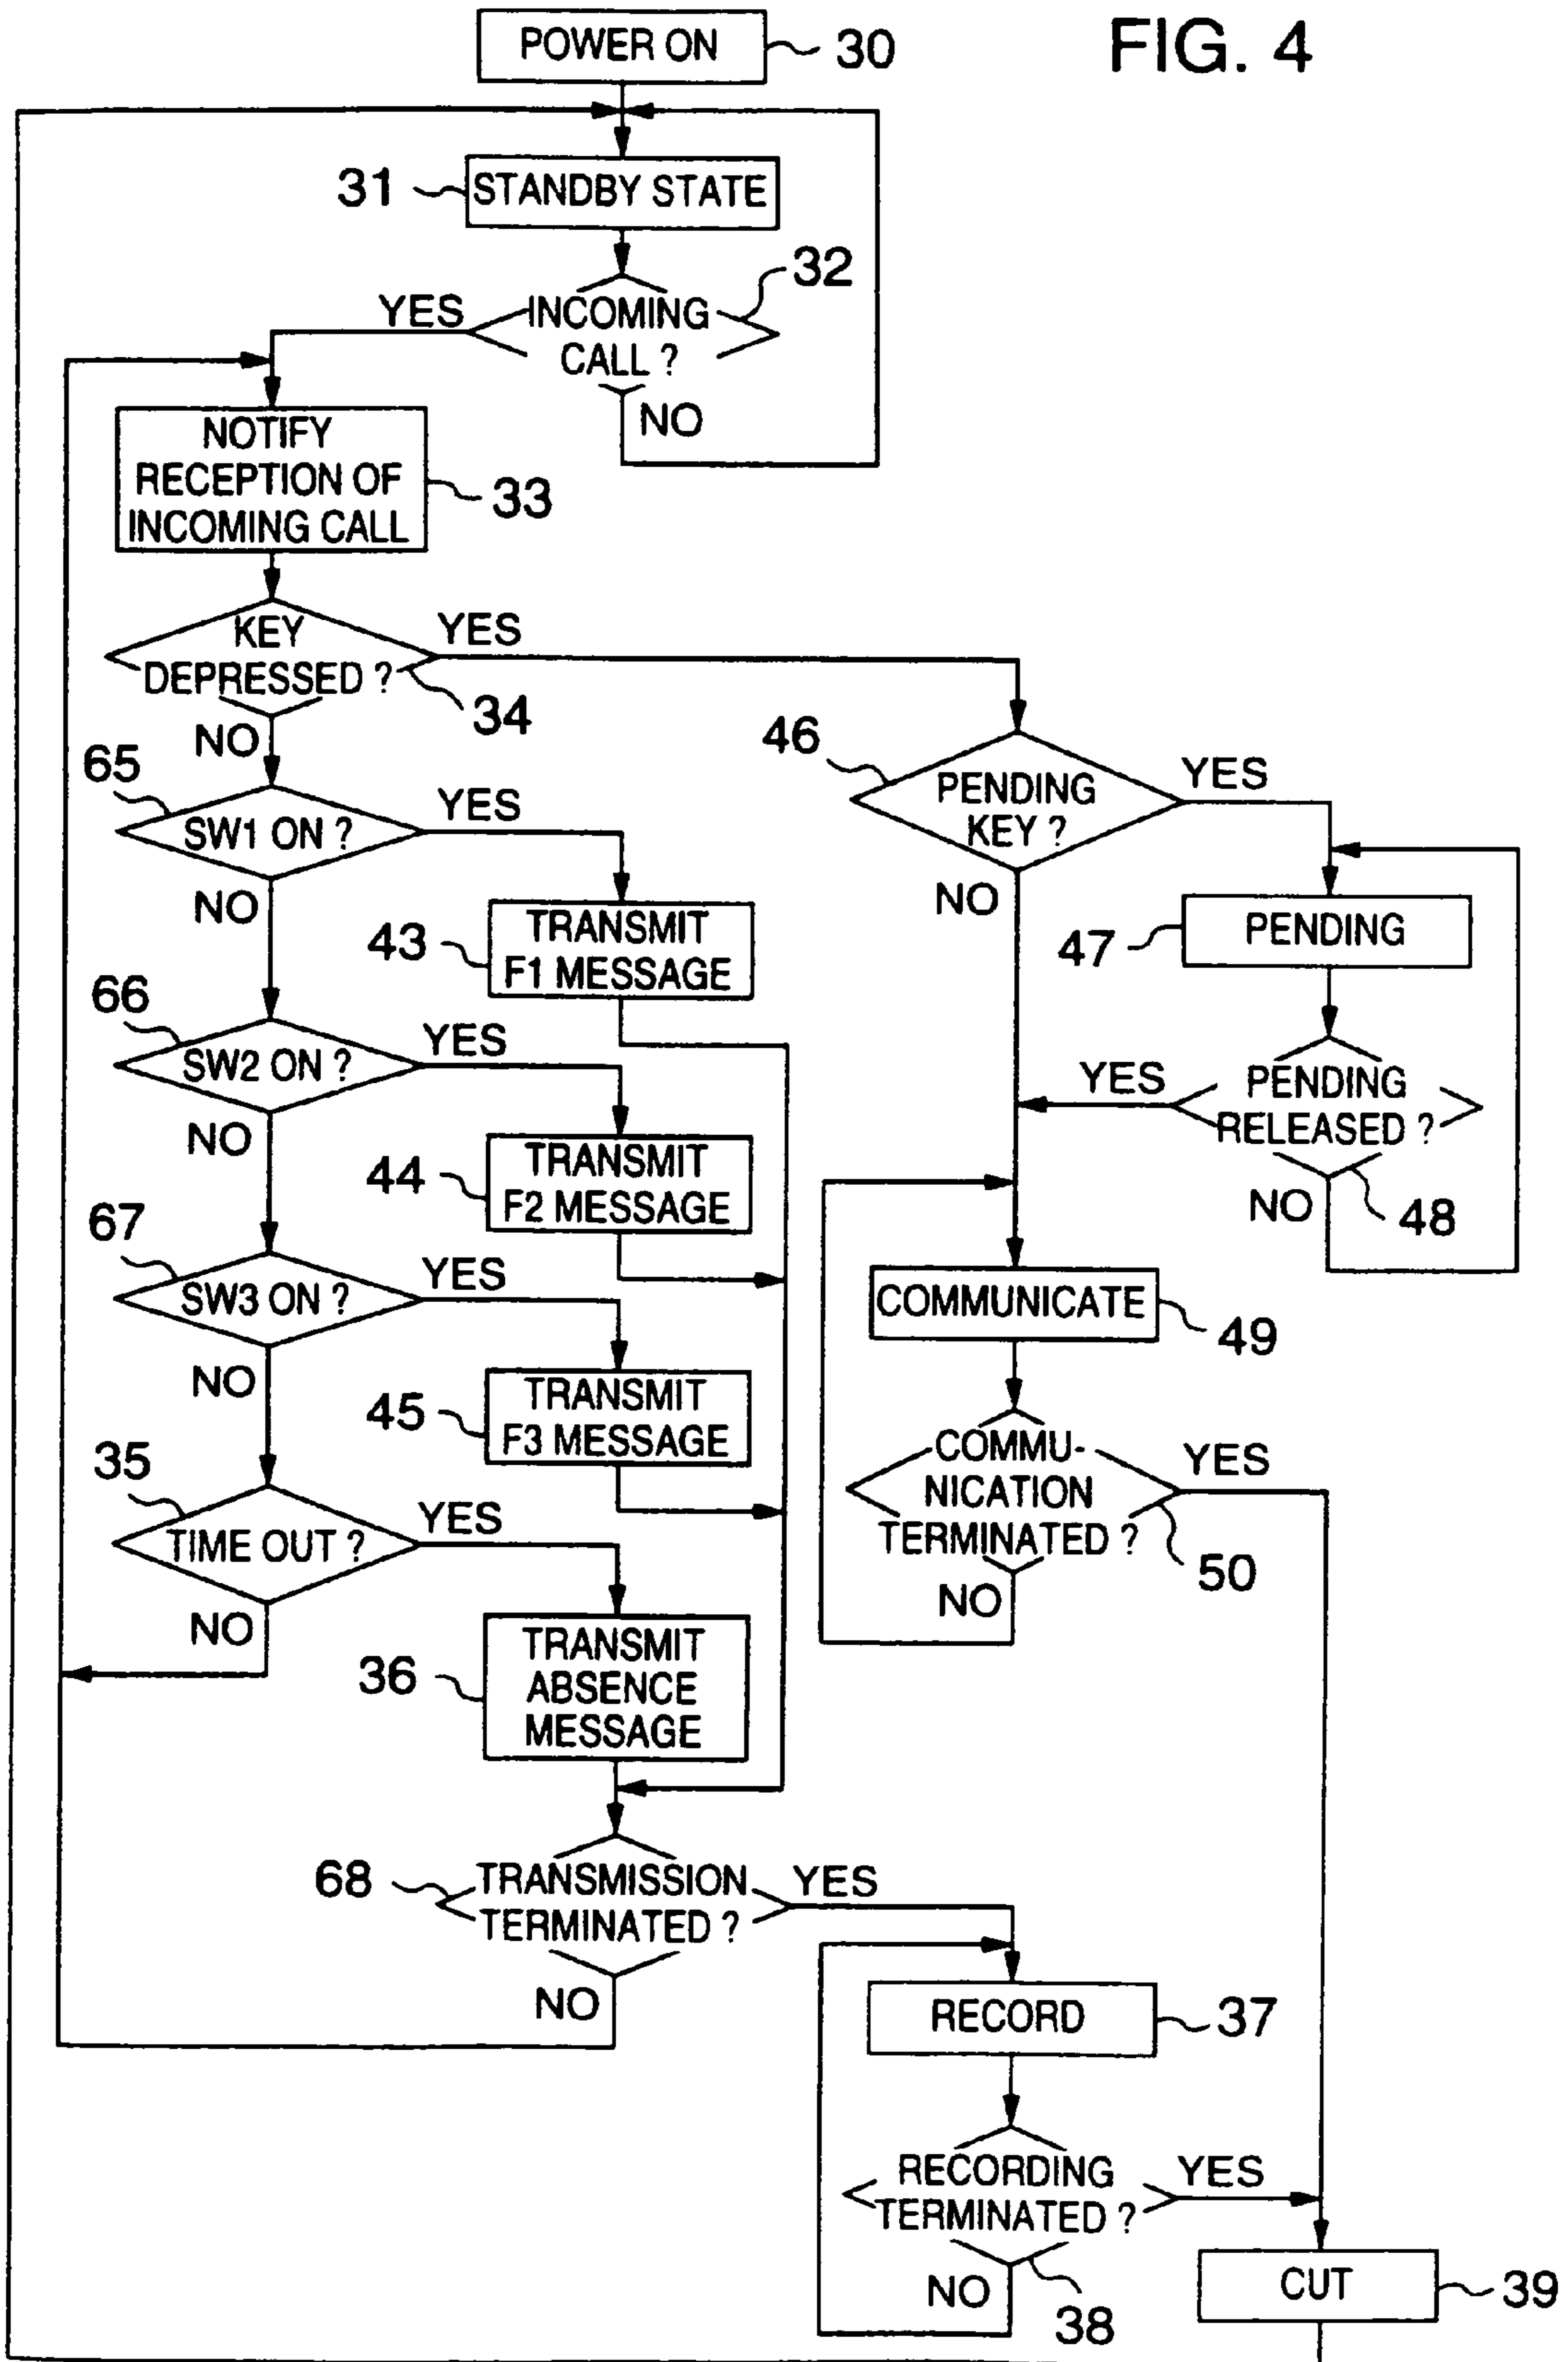 FIG. 4
POWER ON
30
31
STANDBY STATE
32
INCOMING
CALL ?
YES
NO
NOTIFY
RECEPTION OF
INCOMING CALL
33
KEY
DEPRESSED ?
YES
34
NO
46
PENDING
KEY ?
YES
NO
65
SW1 ON ?
YES
NO
43
TRANSMIT
F1 MESSAGE
47
PENDING
66
SW2 ON ?
YES
NO
PENDING
RELEASED ?
YES
NO
48
44
TRANSMIT
F2 MESSAGE
67
SW3 ON ?
YES
NO
COMMUNICATE
49
45
TRANSMIT
F3 MESSAGE
COMMU-
NICATION
TERMINATED ?
YES
50
NO
35
TIME OUT ?
YES
NO
36
TRANSMIT
ABSENCE
MESSAGE
68
TRANSMISSION
TERMINATED ?
YES
NO
RECORD
37
RECORDING
TERMINATED ?
YES
NO
38
CUT
39